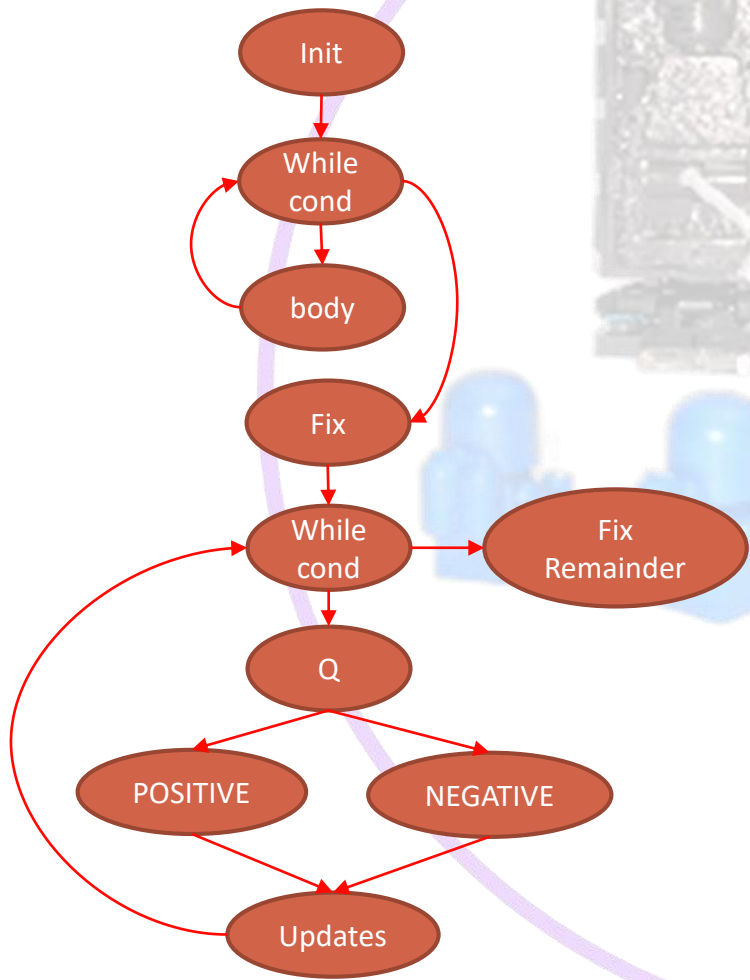 Init
While
cond
body
Fix
While
cond
Fix
Remainder
Q
POSITIVE
NEGATIVE
Updates